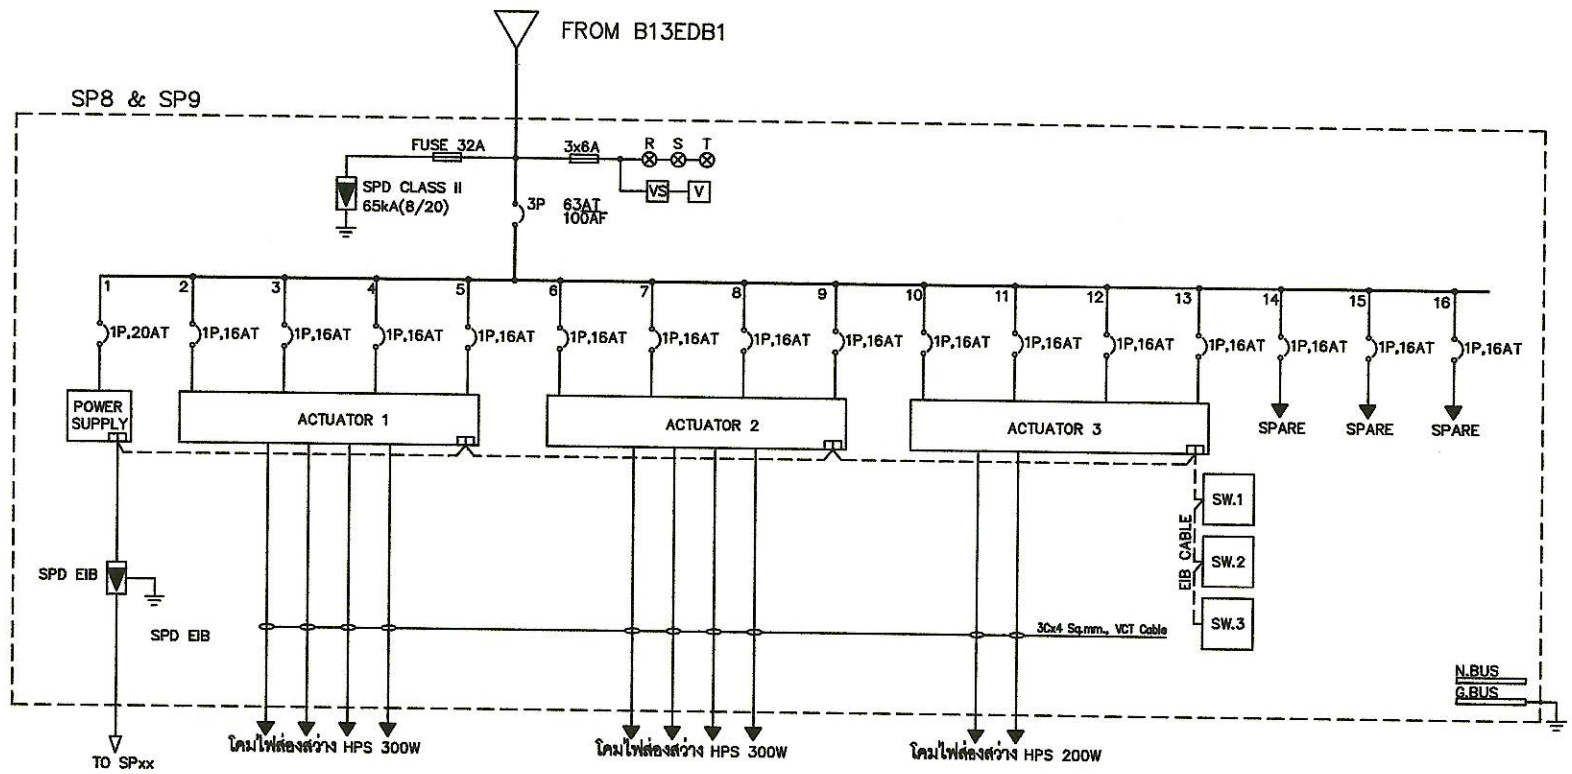 FROM B13EDB1
SP8 & SP9
FUSE 32A
3x6A
R S T
SPD CLASS II
65kA(8/20)
VS
V
3P
63AT
100AF
1 2 3 4 5 6 7 8 9 10 11 12 13 14 15 16
1P,20AT 1P,16AT 1P,16AT 1P,16AT 1P,16AT 1P,16AT 1P,16AT 1P,16AT 1P,16AT 1P,16AT 1P,16AT 1P,16AT 1P,16AT 1P,16AT 1P,16AT 1P,16AT
POWER
SUPPLY
ACTUATOR 1
ACTUATOR 2
ACTUATOR 3
SPARE SPARE SPARE
EIB CABLE
SW.1
SW.2
SW.3
SPD EIB
SPD EIB
3Cx4 Sq.mm., VCT Cable
N.BUS
G.BUS
โคมไฟส่องสว่าง HPS 300W
โคมไฟส่องสว่าง HPS 300W
โคมไฟส่องสว่าง HPS 200W
TO SPxx